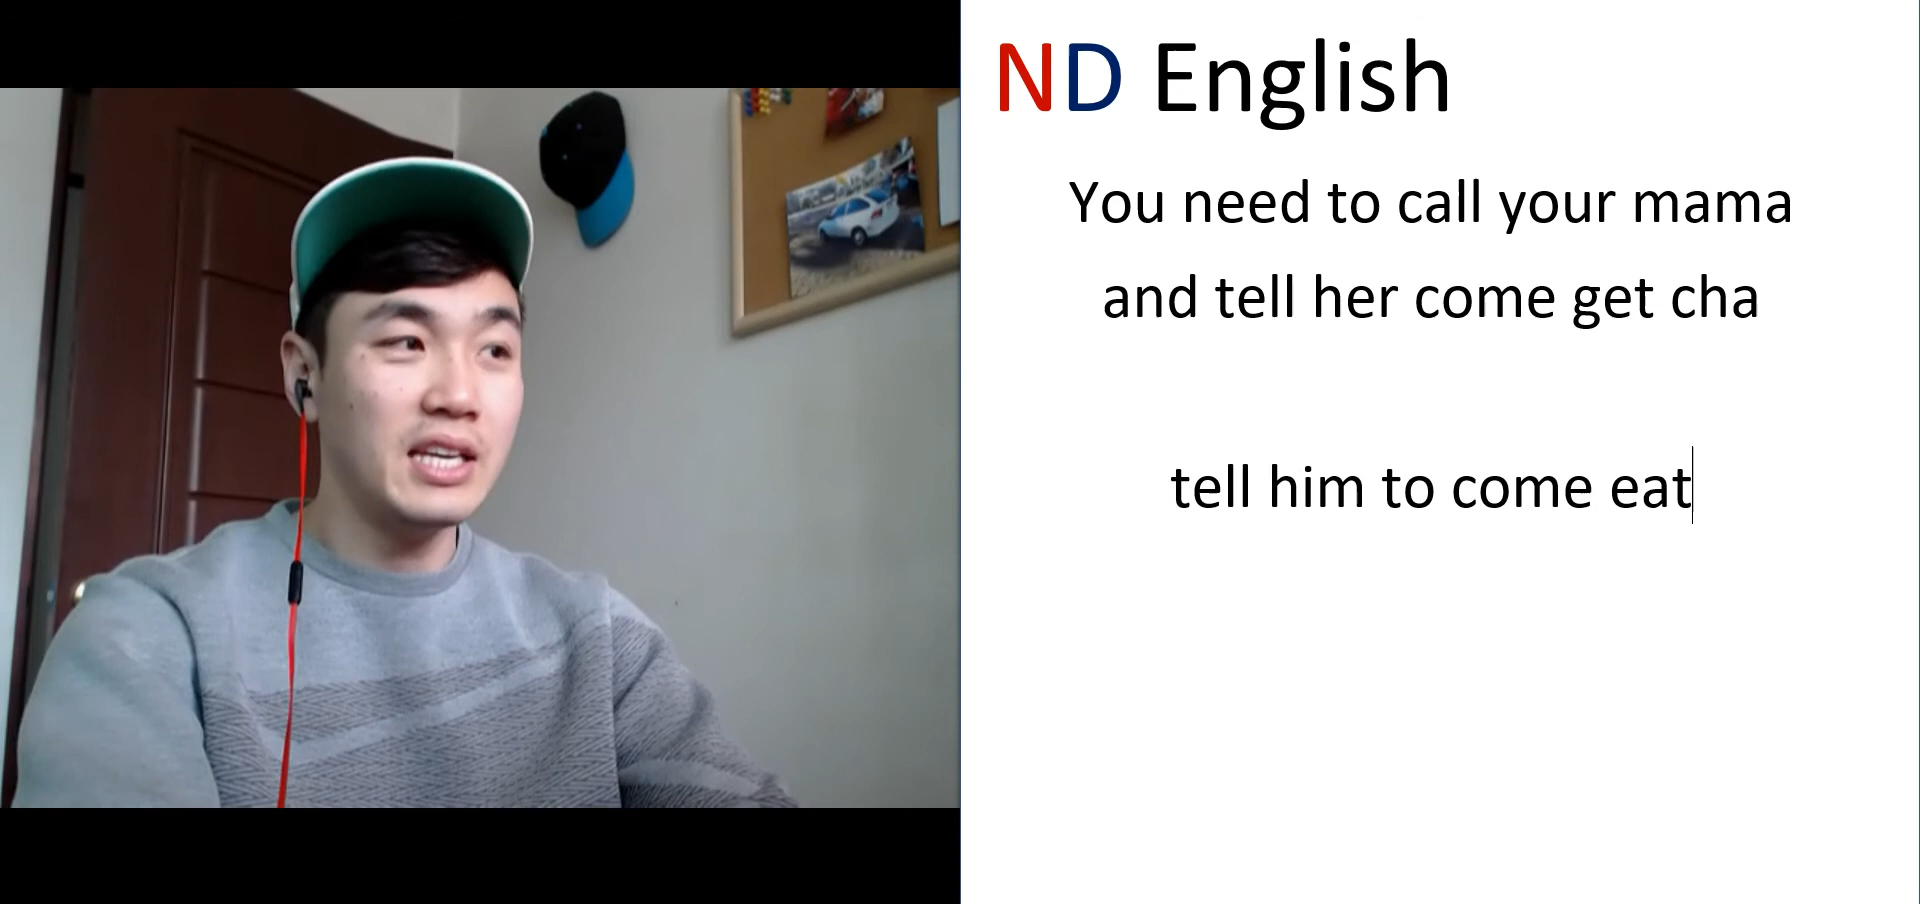 ND English
You need to call your mama
and tell her come get cha
tell him to come eat